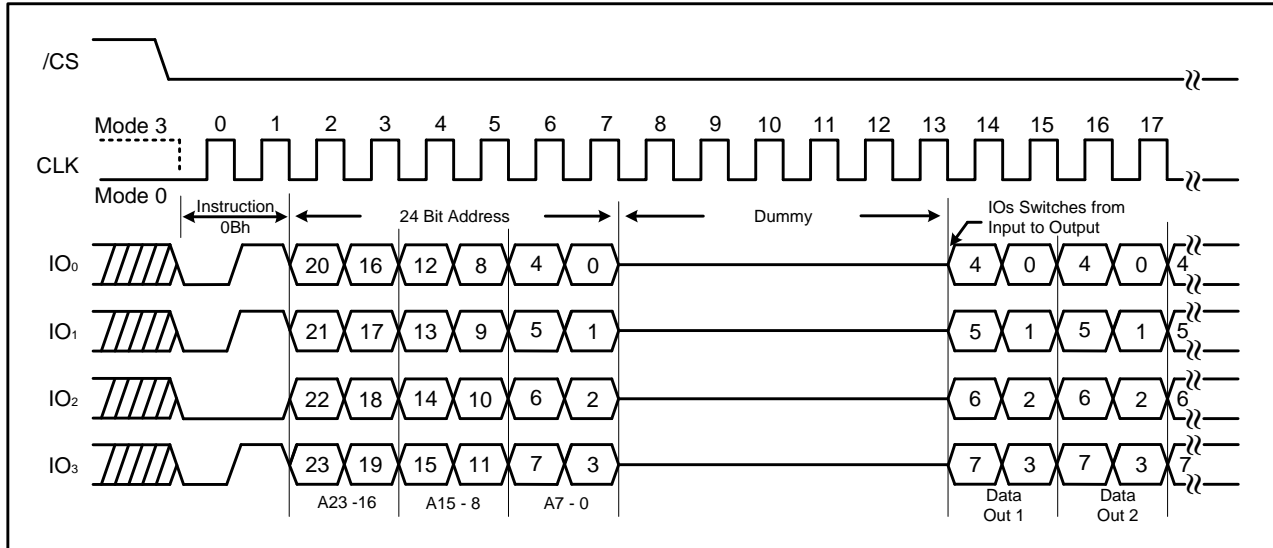 /CS
Mode 3
0 1 2 3 4 5 6 7 8 9 10 11 12 13 14 15 16 17
CLK
Mode 0
Instruction
0Bh
24 Bit Address
Dummy
IOs Switches from
Input to Output
IO₀ 20 16 12 8 4 0 4 0 4 0 4
IO₁ 21 17 13 9 5 1 5 1 5 1 5
IO₂ 22 18 14 10 6 2 6 2 6 2 6
IO₃ 23 19 15 11 7 3 7 3 7 3 7
A23 -16 A15 - 8 A7 - 0
Data
Out 1
Data
Out 2